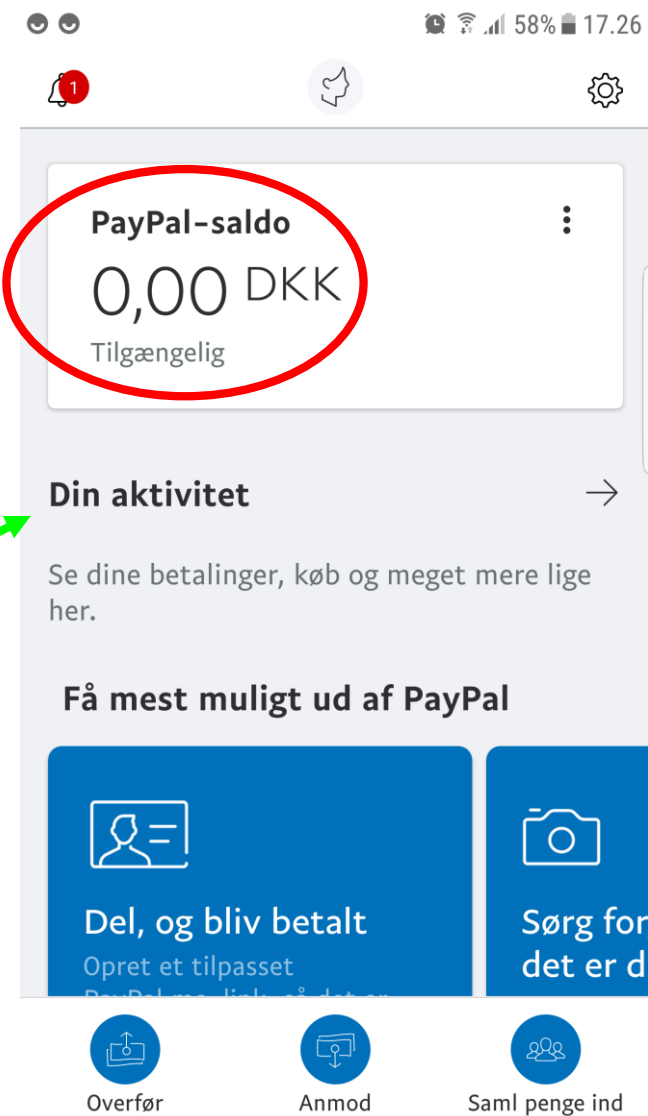 58% 17.26
1
PayPal-saldo
0,00 DKK
Tilgængelig
Din aktivitet
Se dine betalinger, køb og meget mere lige
her.
Få mest muligt ud af PayPal
Del, og bliv betalt
Opret et tilpasset
Sørg for
det er d
Overfør
Anmod
Saml penge ind